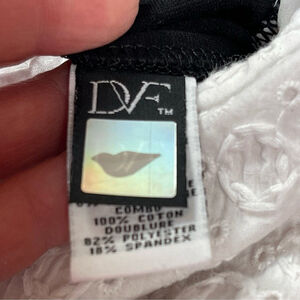 DVF™
COMBO
100% COTON
DOUBLURE
82% POLYESTER
18% SPANDEX